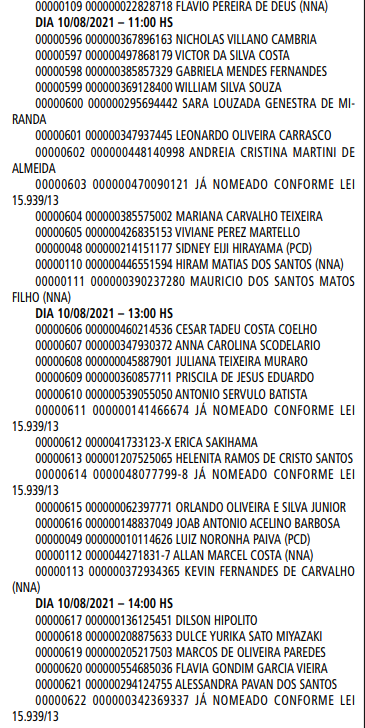 00000109 000000022828718 FLAVIO PEREIRA DE DEUS (NNA)
DIA 10/08/2021 – 11:00 HS
00000596 000000367896163 NICHOLAS VILLANO CAMBRIA
00000597 000000497868179 VICTOR DA SILVA COSTA
00000598 000000385857329 GABRIELA MENDES FERNANDES
00000599 000000369128400 WILLIAM SILVA SOUZA
00000600 000000295694442 SARA LOUZADA GENESTRA DE MI-
RANDA
00000601 000000347937445 LEONARDO OLIVEIRA CARRASCO
00000602 000000448140998 ANDREIA CRISTINA MARTINI DE
ALMEIDA
00000603 000000470090121 JÁ NOMEADO CONFORME LEI
15.939/13
00000604 000000385575002 MARIANA CARVALHO TEIXEIRA
00000605 000000426835153 VIVIANE PEREZ MARTELLO
00000048 000000214151177 SIDNEY EIJI HIRAYAMA (PCD)
00000110 000000446551594 HIRAM MATIAS DOS SANTOS (NNA)
00000111 000000390237280 MAURICIO DOS SANTOS MATOS
FILHO (NNA)
DIA 10/08/2021 – 13:00 HS
00000606 000000460214536 CESAR TADEU COSTA COELHO
00000607 000000347930372 ANNA CAROLINA SCODELARIO
00000608 000000045887901 JULIANA TEIXEIRA MURARO
00000609 000000360857711 PRISCILA DE JESUS EDUARDO
00000610 000000539055050 ANTONIO SERVULO BATISTA
00000611 000000141466674 JÁ NOMEADO CONFORME LEI
15.939/13
00000612 0000041733123-X ERICA SAKIHAMA
00000613 000001207525065 HELENITA RAMOS DE CRISTO SANTOS
00000614 0000048077799-8 JÁ NOMEADO CONFORME LEI
15.939/13
00000615 000000062397771 ORLANDO OLIVEIRA E SILVA JUNIOR
00000616 000000148837049 JOAB ANTONIO ACELINO BARBOSA
00000049 000000010114626 LUIZ NORONHA PAIVA (PCD)
00000112 0000044271831-7 ALLAN MARCEL COSTA (NNA)
00000113 000000372934365 KEVIN FERNANDES DE CARVALHO
(NNA)
DIA 10/08/2021 – 14:00 HS
00000617 000000136125451 DILSON HIPOLITO
00000618 000000208875633 DULCE YURIKA SATO MIYAZAKI
00000619 000000205217503 MARCOS DE OLIVEIRA PAREDES
00000620 000000554685036 FLAVIA GONDIM GARCIA VIEIRA
00000621 000000294124755 ALESSANDRA PAVAN DOS SANTOS
00000622 000000342369337 JÁ NOMEADO CONFORME LEI
15.939/13